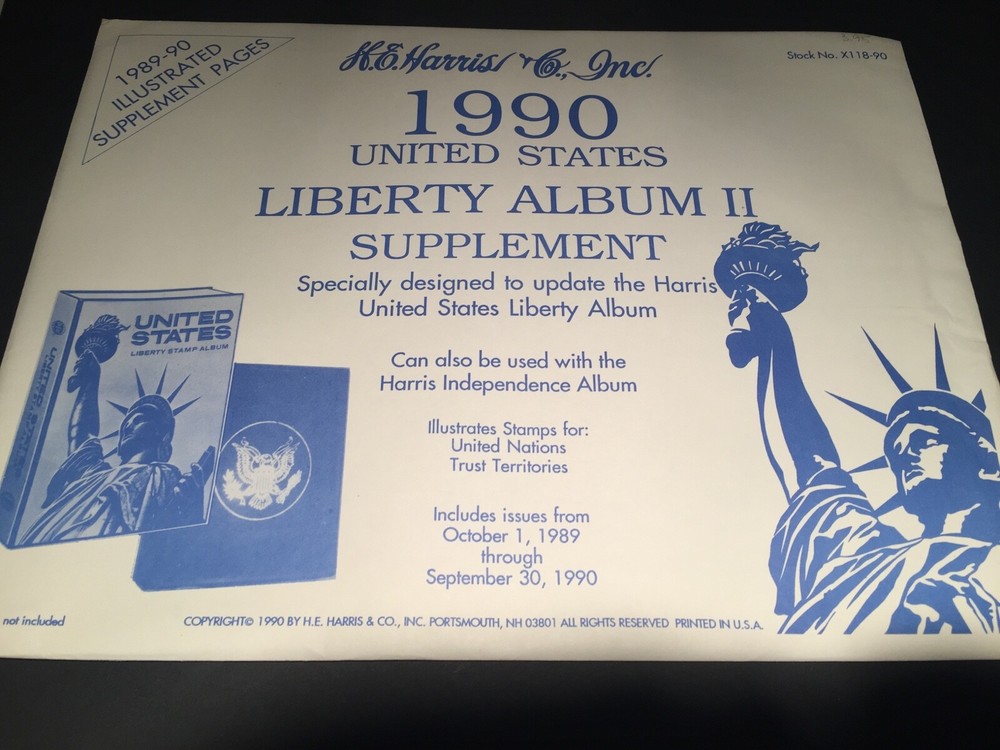 1989-90
ILLUSTRATED
SUPPLEMENT PAGES
H.E. Harris & Co., Inc.
Stock No. X118-90
1990
UNITED STATES
LIBERTY ALBUM II
SUPPLEMENT
Specially designed to update the Harris
United States Liberty Album
Can also be used with the
Harris Independence Album
Illustrates Stamps for:
United Nations
Trust Territories
Includes issues from
October 1, 1989
through
September 30, 1990
UNITED
STATES
LIBERTY STAMP ALBUM
not included
COPYRIGHT© 1990 BY H.E. HARRIS & CO., INC. PORTSMOUTH, NH 03801 ALL RIGHTS RESERVED PRINTED IN U.S.A.